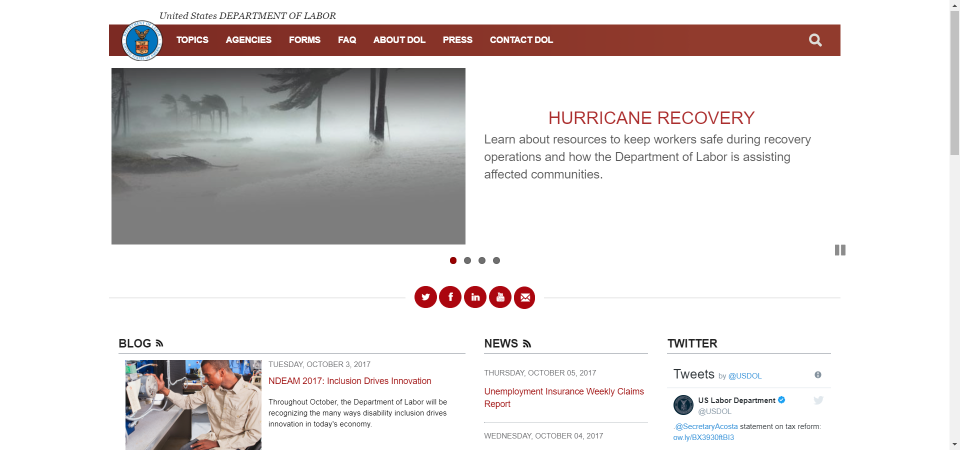 United States DEPARTMENT OF LABOR
TOPICS AGENCIES FORMS FAQ ABOUT DOL PRESS CONTACT DOL
HURRICANE RECOVERY
Learn about resources to keep workers safe during recovery
operations and how the Department of Labor is assisting
affected communities.
BLOG
TUESDAY, OCTOBER 3, 2017
NDEAM 2017: Inclusion Drives Innovation
Throughout October, the Department of Labor will be
recognizing the many ways disability inclusion drives
innovation in today's economy.
NEWS
THURSDAY, OCTOBER 05, 2017
Unemployment Insurance Weekly Claims
Report
WEDNESDAY, OCTOBER 04, 2017
TWITTER
Tweets by @USDOL
US Labor Department
@USDOL
.@SecretaryAcosta statement on tax reform:
ow.ly/BX3930ftBI3